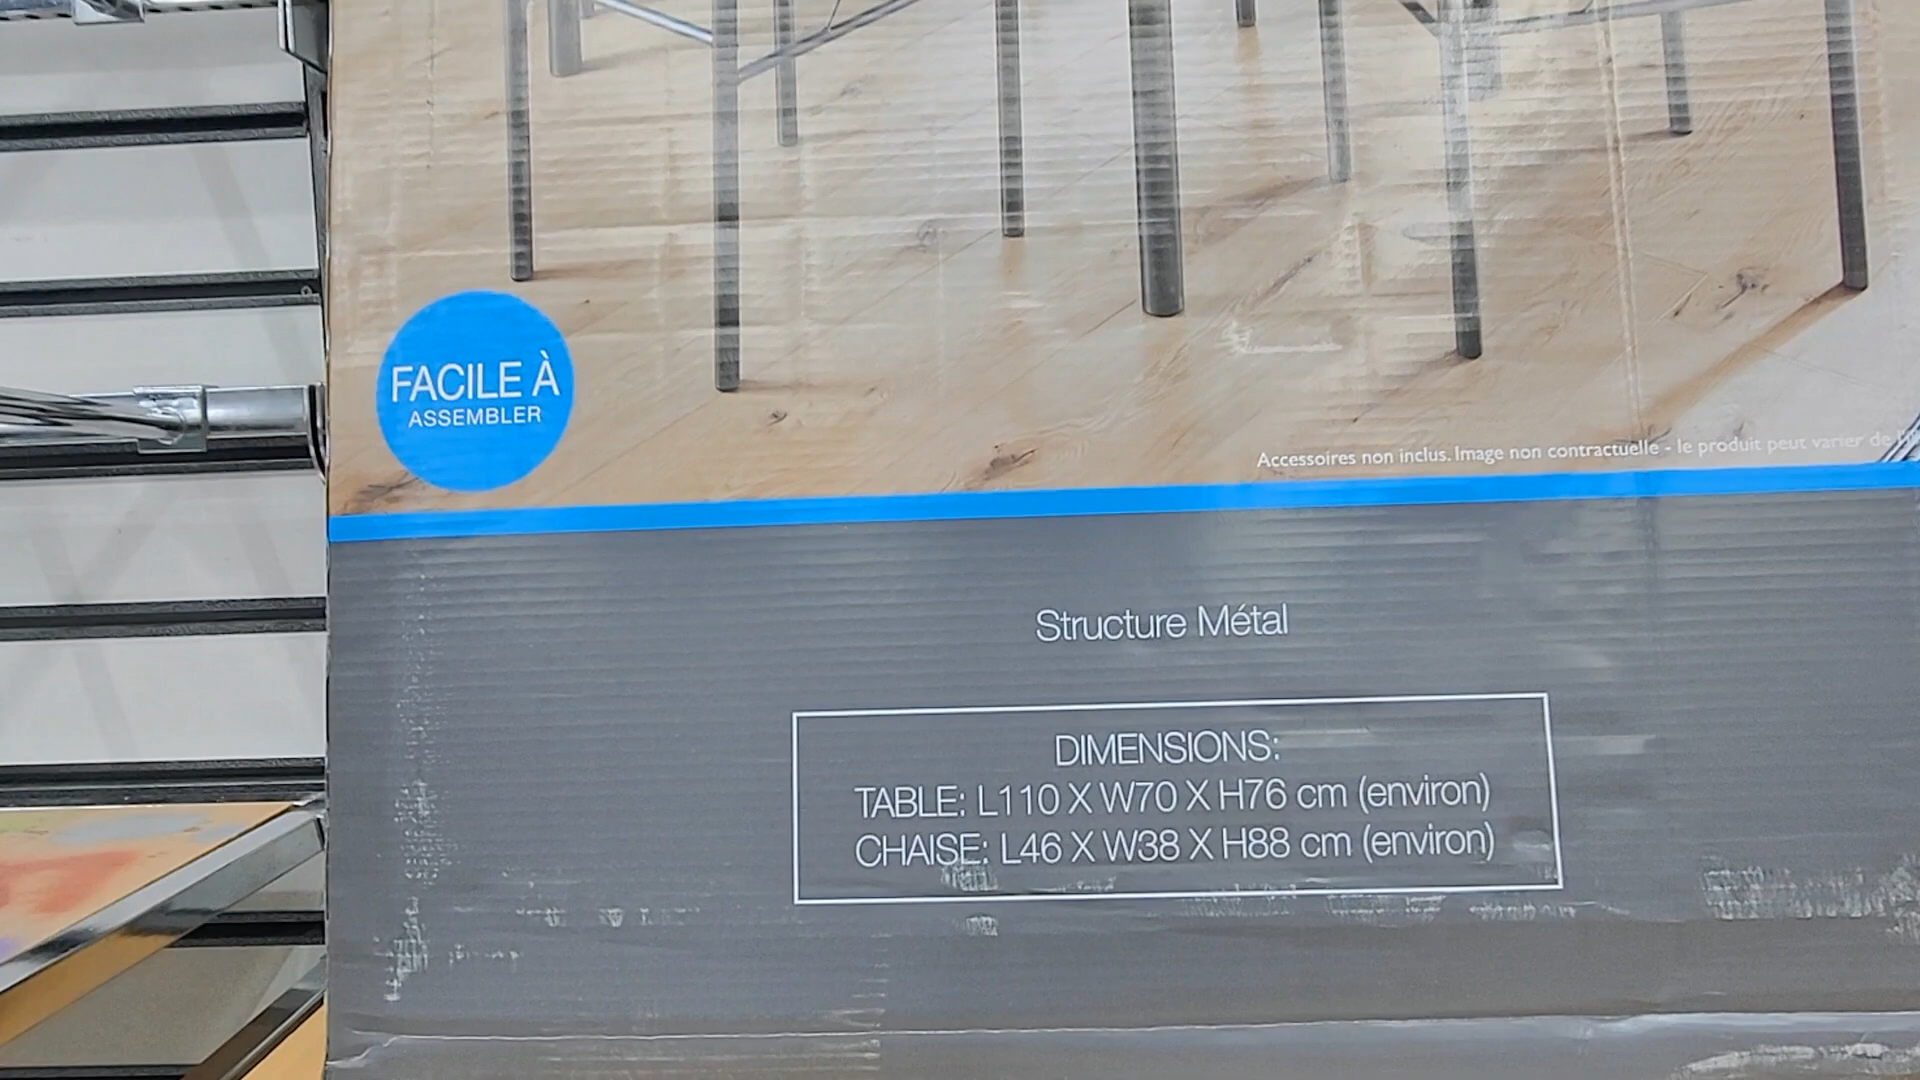 FACILE À
ASSEMBLER
Accessoires non inclus. Image non contractuelle - le produit peut varier de
Structure Métal
DIMENSIONS:
TABLE: L110 X W70 X H76 cm (environ)
CHAISE: L46 X W38 X H88 cm (environ)